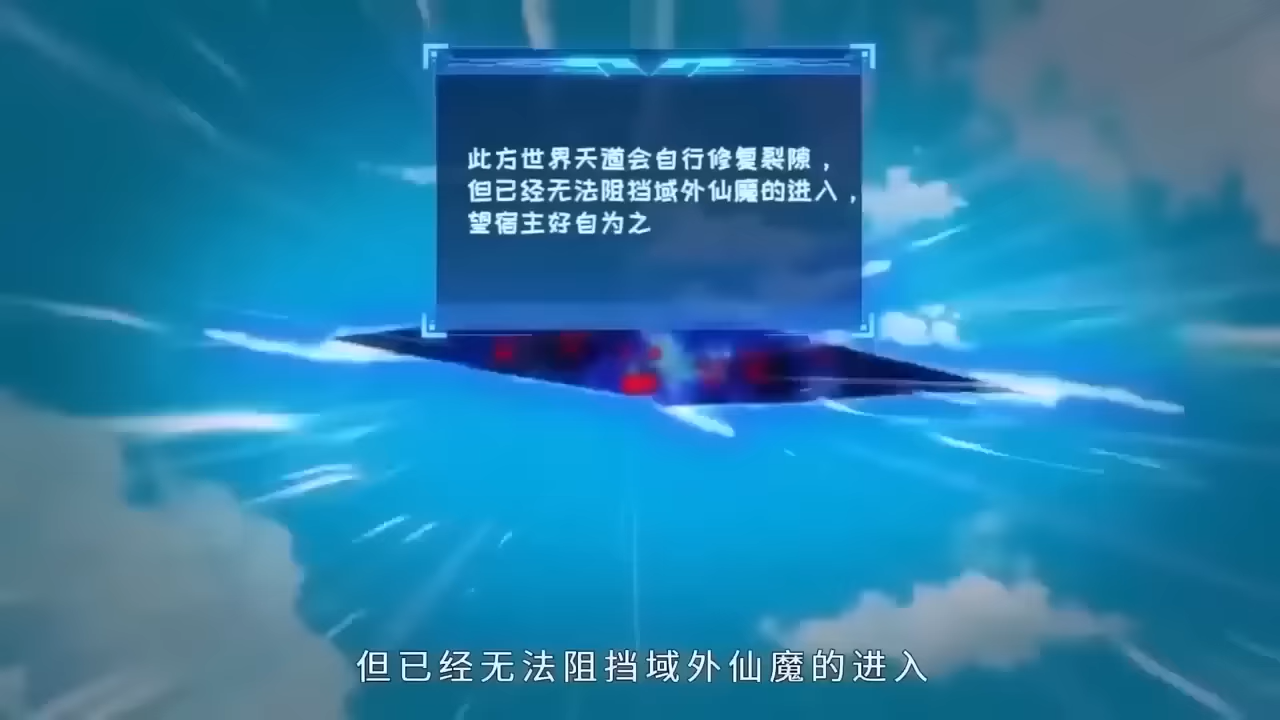 此方世界天道会自行修复裂隙，
但已经无法阻挡域外仙魔的进入，
望宿主好自为之
但已经无法阻挡域外仙魔的进入